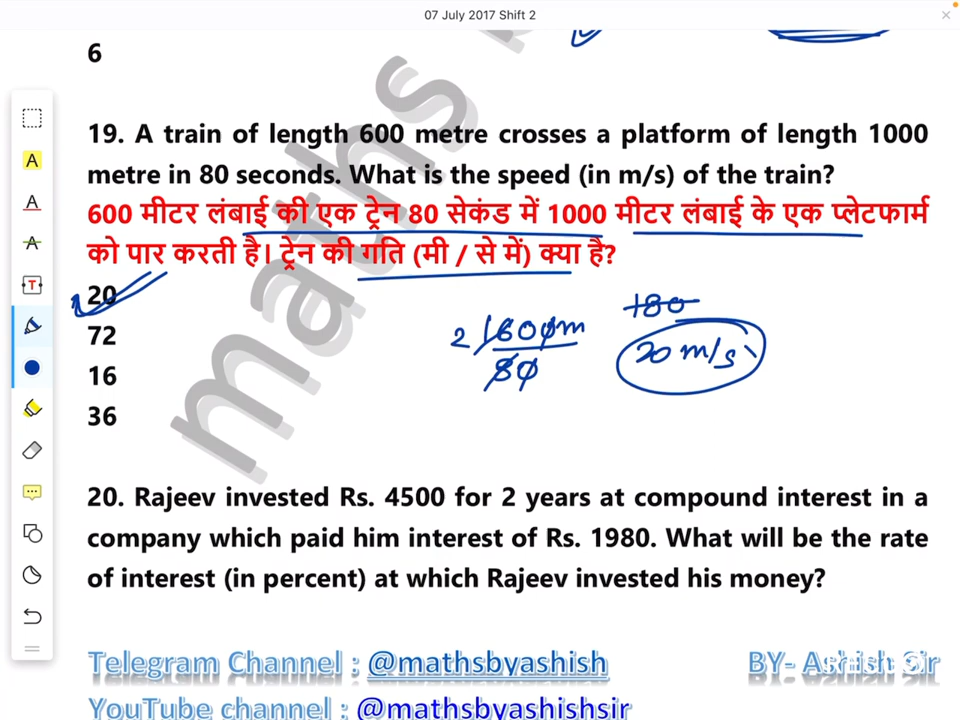 07 July 2017 Shift 2
6
19. A train of length 600 metre crosses a platform of length 1000
metre in 80 seconds. What is the speed (in m/s) of the train?
600 मीटर लंबाई की एक ट्रेन 80 सेकंड में 1000 मीटर लंबाई के एक प्लेटफार्म
को पार करती है। ट्रेन की गति (मी / से में) क्या है?
20
72
16
36
180
2 1600m
80
20 m/s
20. Rajeev invested Rs. 4500 for 2 years at compound interest in a
company which paid him interest of Rs. 1980. What will be the rate
of interest (in percent) at which Rajeev invested his money?
Telegram Channel : @mathsbyashish BY- Ashish Sir
YouTube channel : @mathsbyashishsir
maths